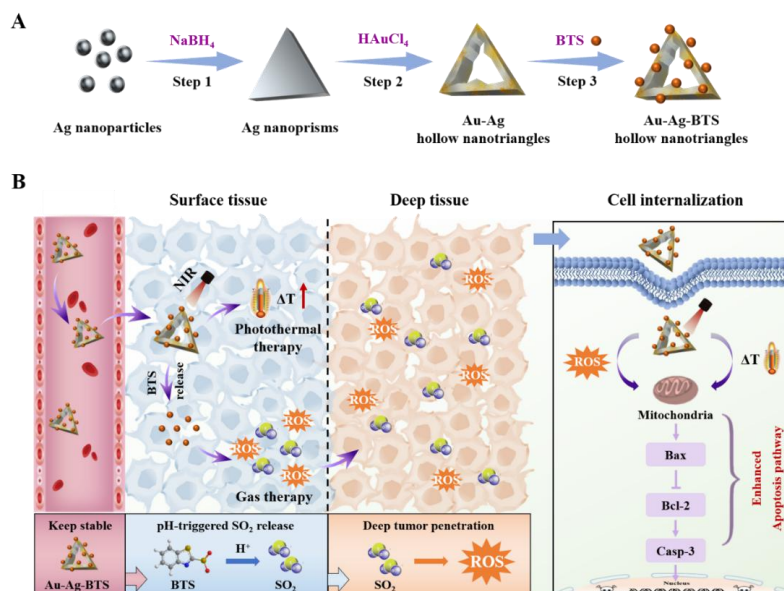 A
NaBH₄
HAuCl₄
BTS
Step 1
Step 2
Step 3
Ag nanoparticles
Ag nanoprisms
Au-Ag
hollow nanotriangles
Au-Ag-BTS
hollow nanotriangles
B
Surface tissue
Deep tissue
Cell internalization
NIR
ΔT
Photothermal
therapy
BTS
release
ROS
ROS
ROS
Gas therapy
ROS
ROS
ROS
ROS
ROS
ROS
ROS
ΔT
Mitochondria
Bax
Bcl-2
Casp-3
Nucleus
Enhanced
Apoptosis pathway
Keep stable
Au-Ag-BTS
pH-triggered SO₂ release
H⁺
BTS
SO₂
Deep tumor penetration
SO₂
ROS